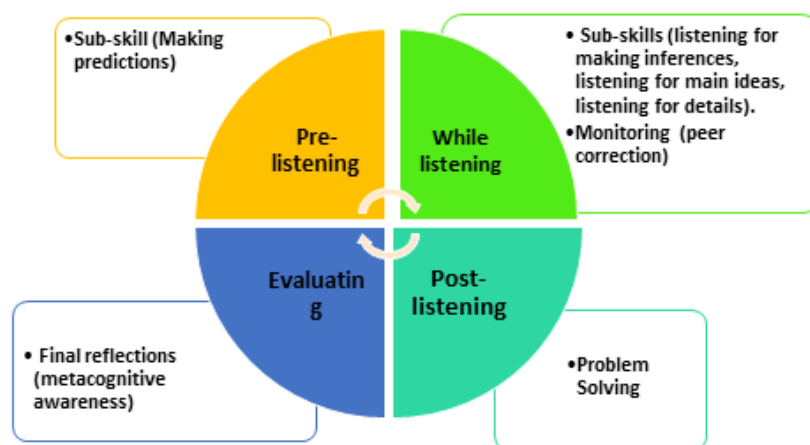 •Sub-skill (Making
predictions)
Pre-
listening
While
listening
• Sub-skills (listening for
making inferences,
listening for main ideas,
listening for details).
•Monitoring (peer
correction)
Evaluatin
g
• Final reflections
(metacognitive
awareness)
Post-
listening
•Problem
Solving